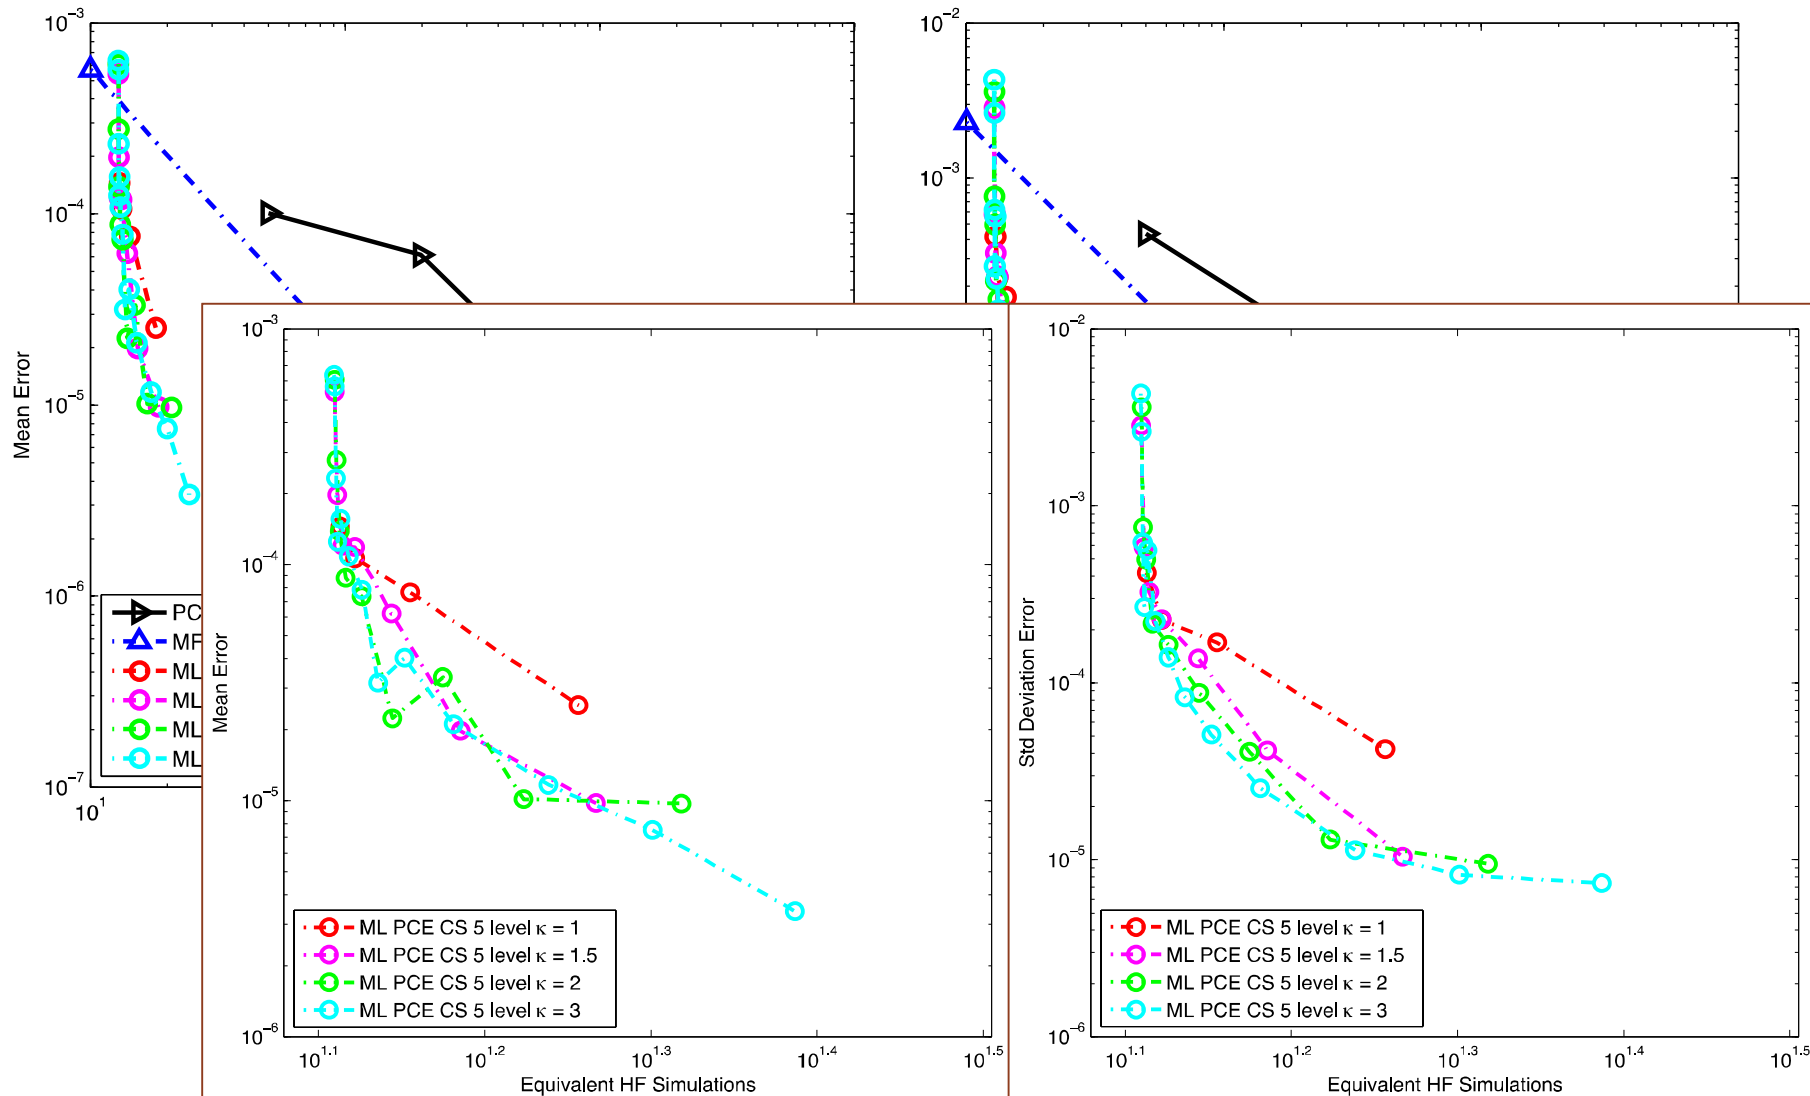 10⁻³
10⁻⁴
10⁻⁵
10⁻⁶
10⁻⁷
10¹
Mean Error
PC
MF
ML
ML
ML
ML
10⁻²
10⁻³
10⁻³
10⁻⁴
10⁻⁵
10⁻⁶
Mean Error
ML PCE CS 5 level κ = 1
ML PCE CS 5 level κ = 1.5
ML PCE CS 5 level κ = 2
ML PCE CS 5 level κ = 3
10^1.1 10^1.2 10^1.3 10^1.4 10^1.5
Equivalent HF Simulations
10⁻²
10⁻³
10⁻⁴
10⁻⁵
10⁻⁶
Std Deviation Error
ML PCE CS 5 level κ = 1
ML PCE CS 5 level κ = 1.5
ML PCE CS 5 level κ = 2
ML PCE CS 5 level κ = 3
10^1.1 10^1.2 10^1.3 10^1.4 10^1.5
Equivalent HF Simulations